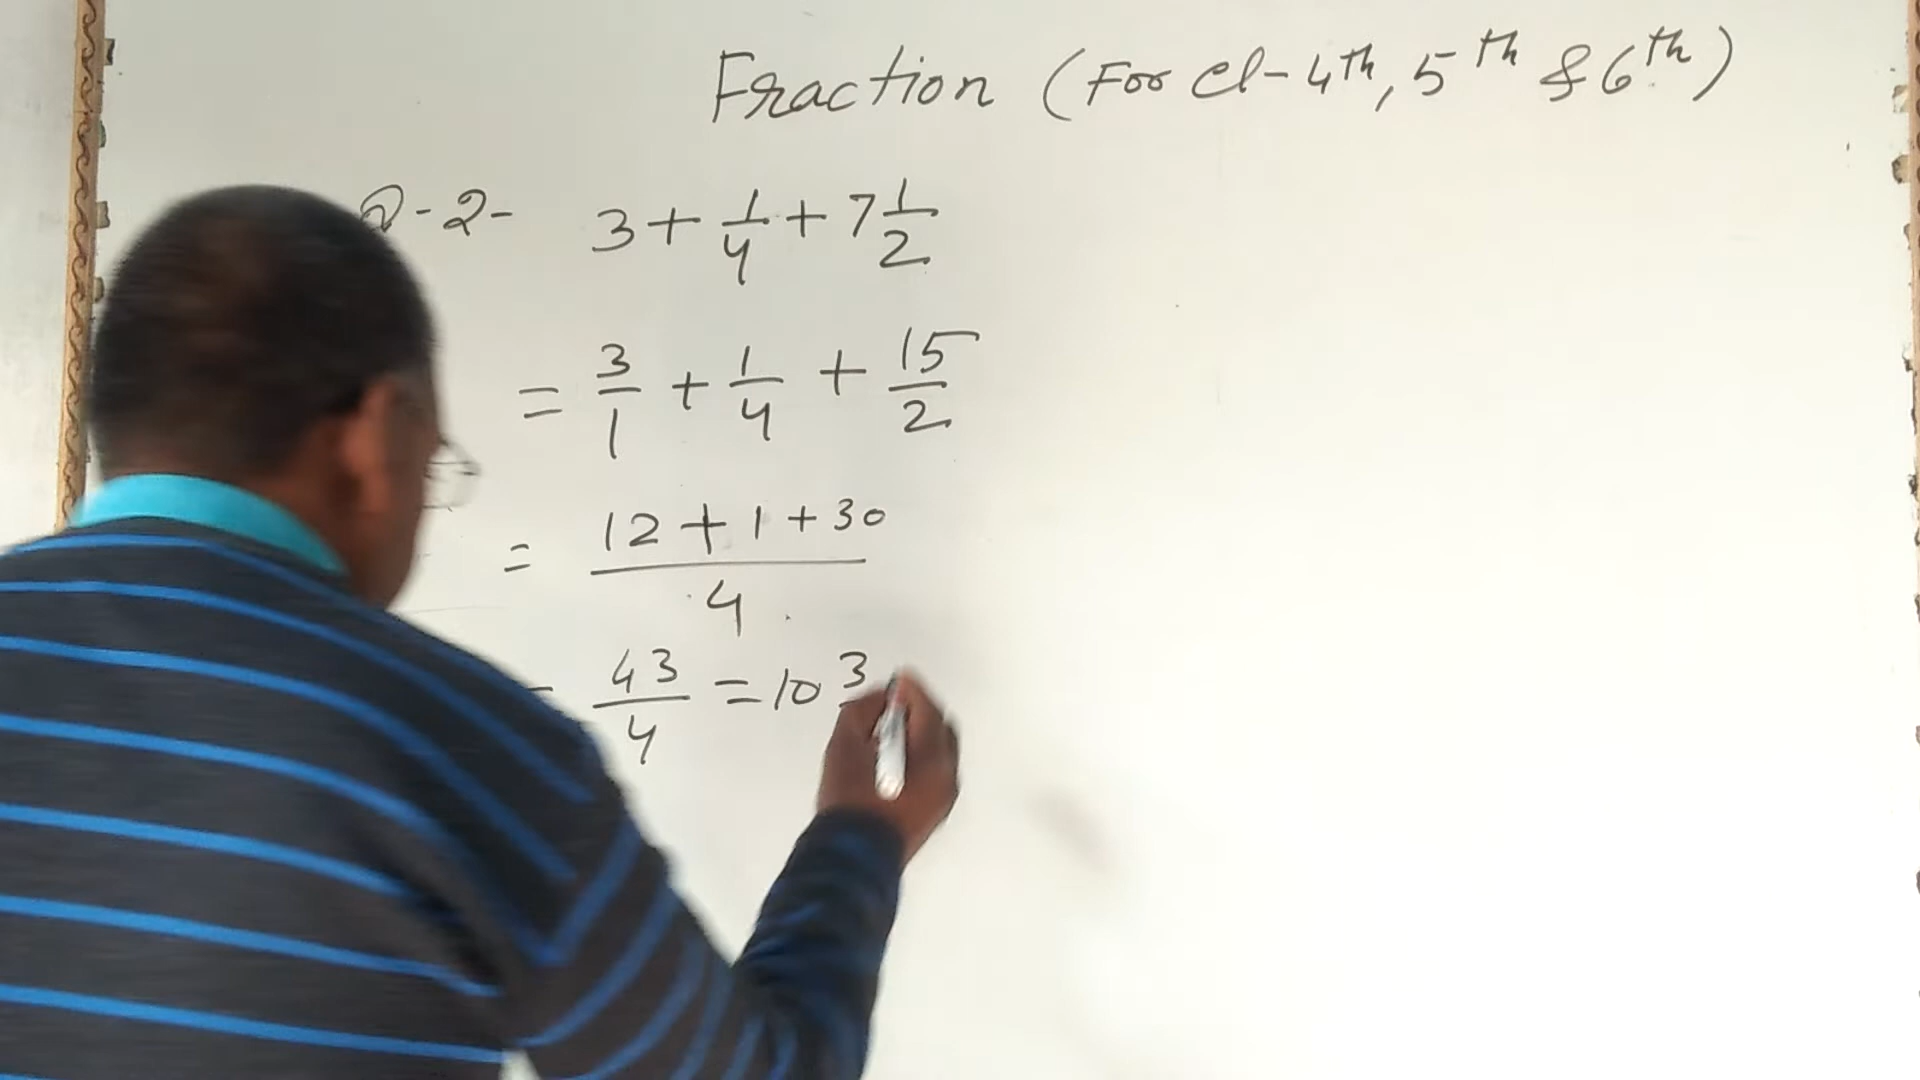 Fraction (For cl- 4th, 5th & 6th)
Q-2- 3 + 1/4 + 7 1/2
= 3/1 + 1/4 + 15/2
= 12 + 1 + 30 / 4
= 43/4 = 10 3